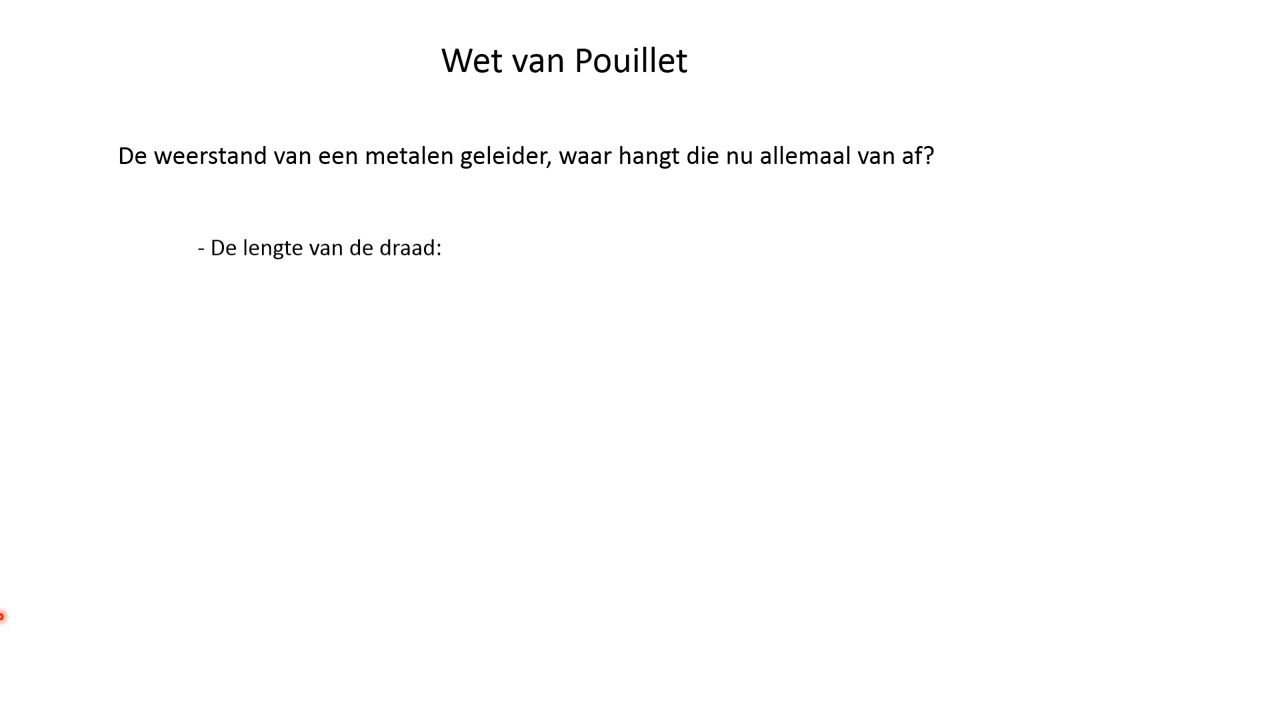 Wet van Pouillet
De weerstand van een metalen geleider, waar hangt die nu allemaal van af?
- De lengte van de draad: